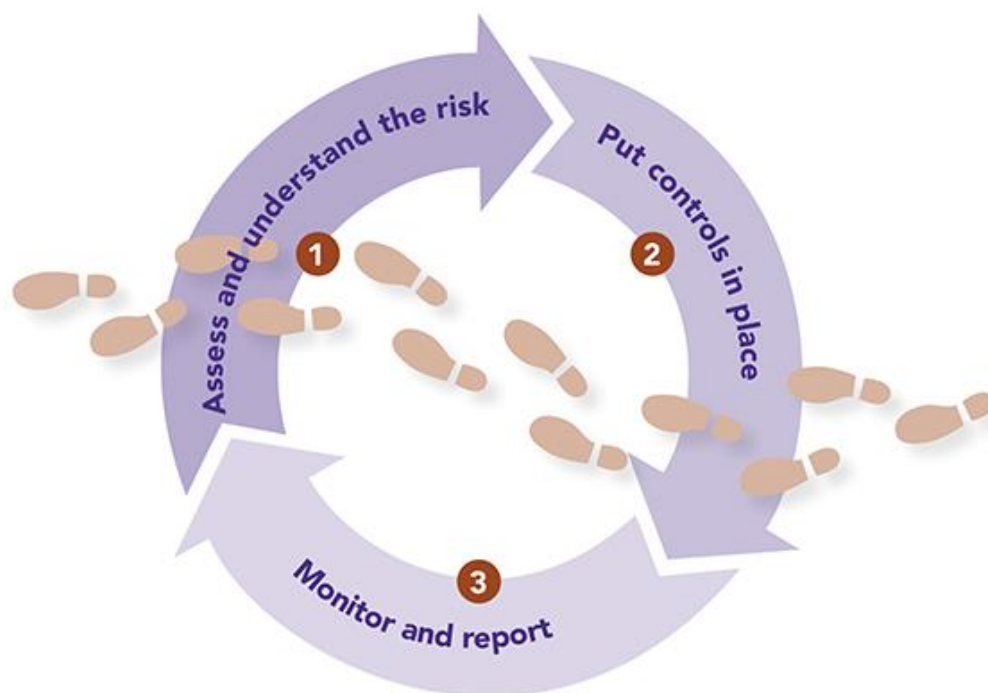 1
Assess and understand the risk
2
Put controls in place
3
Monitor and report